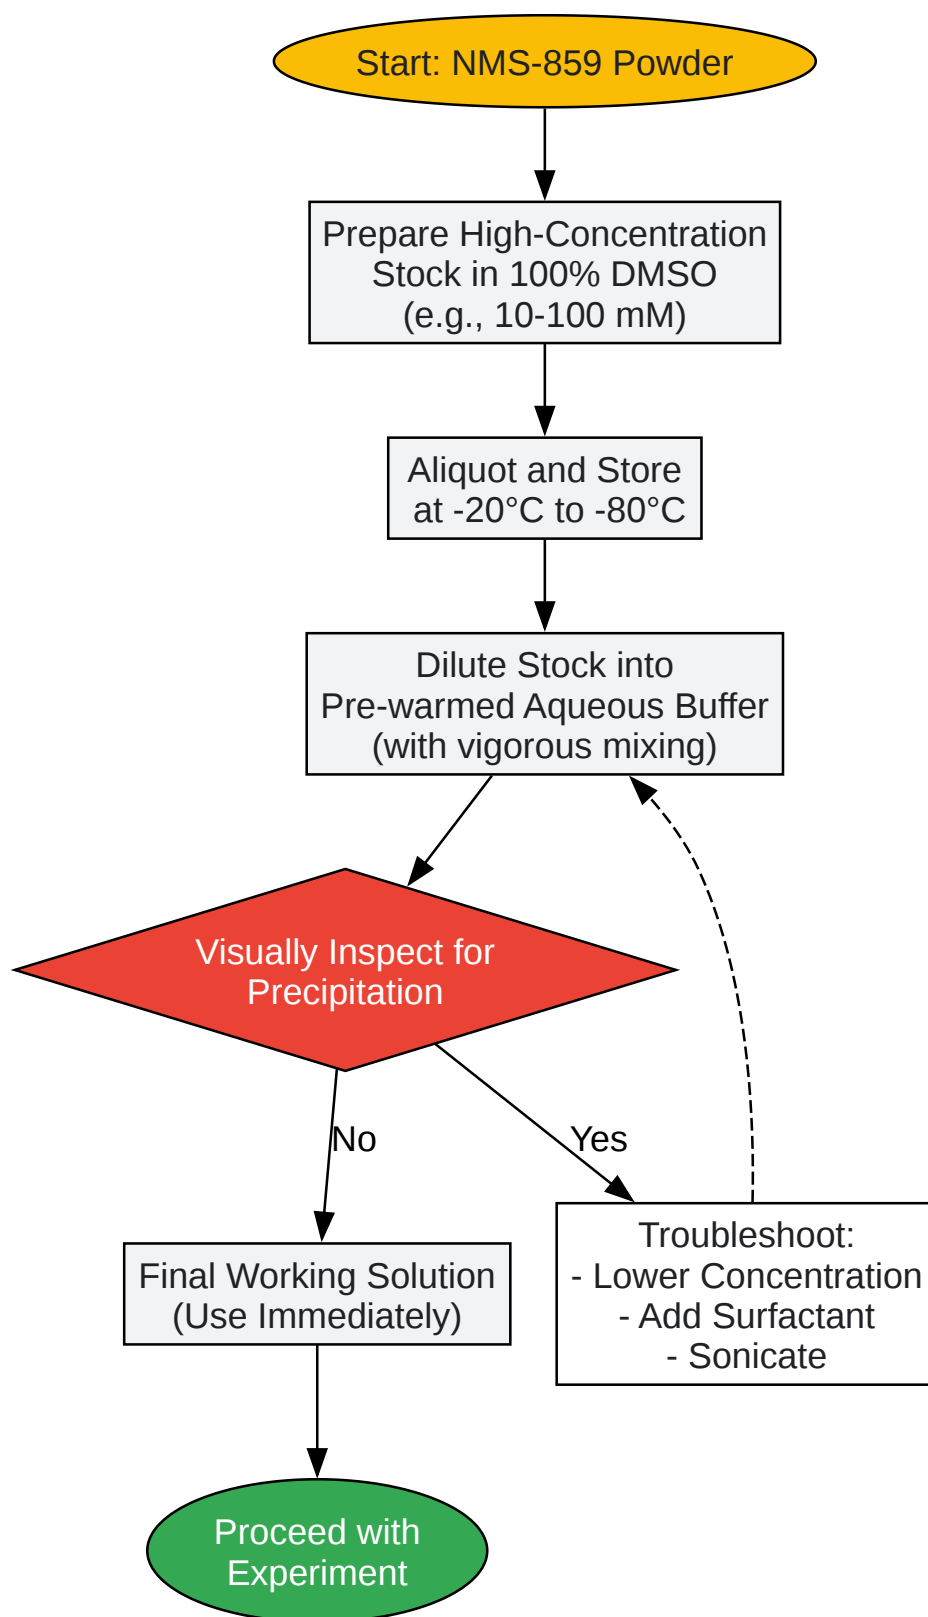 Start: NMS-859 Powder
Prepare High-Concentration
Stock in 100% DMSO
(e.g., 10-100 mM)
Aliquot and Store
at -20°C to -80°C
Dilute Stock into
Pre-warmed Aqueous Buffer
(with vigorous mixing)
Visually Inspect for
Precipitation
No
Yes
Final Working Solution
(Use Immediately)
Troubleshoot:
- Lower Concentration
- Add Surfactant
- Sonicate
Proceed with
Experiment